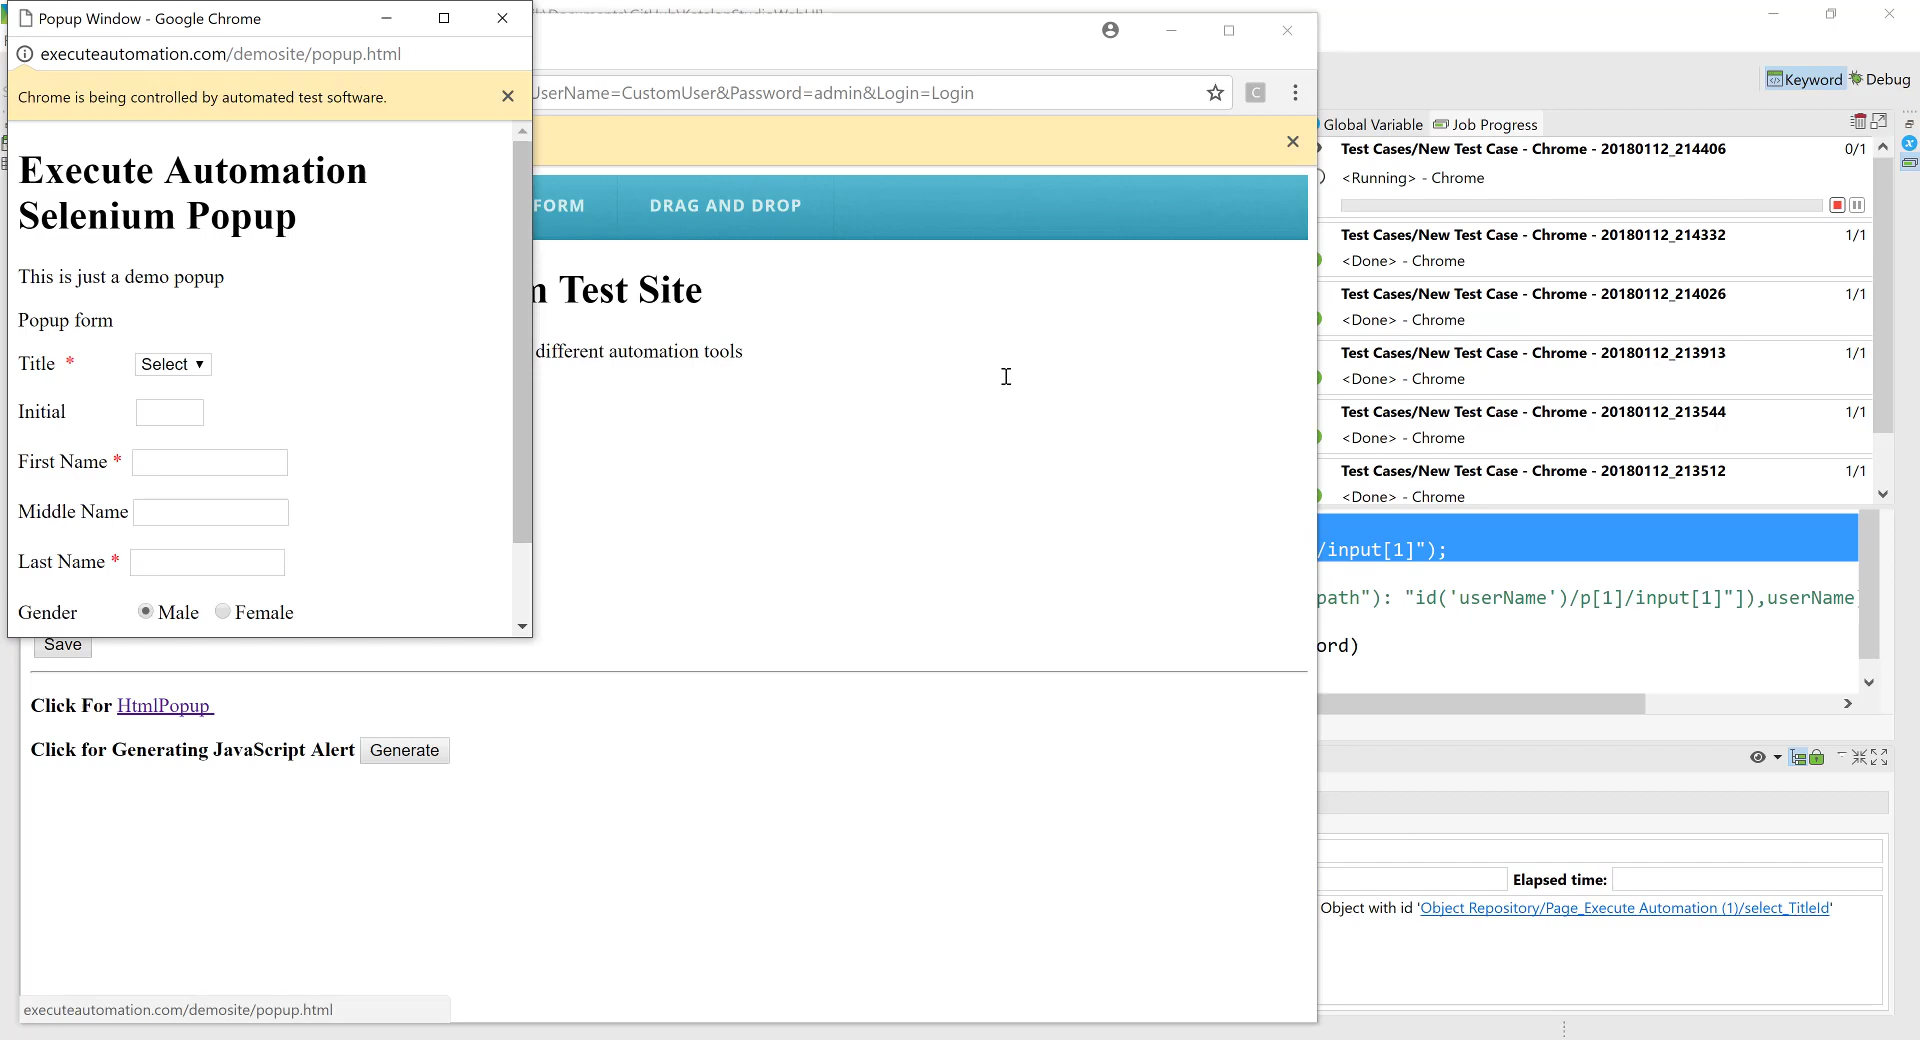 Popup Window - Google Chrome
executeautomation.com/demosite/popup.html
Chrome is being controlled by automated test software.
Execute Automation
Selenium Popup
This is just a demo popup
Popup form
Title *
Select
Initial
First Name *
Middle Name
Last Name *
Gender
Male
Female
UserName=CustomUser&Password=admin&Login=Login
C
FORM
DRAG AND DROP
Test Site
different automation tools
Save
Click For HtmlPopup
Click for Generating JavaScript Alert
Generate
executeautomation.com/demosite/popup.html
Keyword
Debug
Global Variable
Job Progress
Test Cases/New Test Case - Chrome - 20180112_214406
0/1
<Running> - Chrome
Test Cases/New Test Case - Chrome - 20180112_214332
1/1
<Done> - Chrome
Test Cases/New Test Case - Chrome - 20180112_214026
1/1
<Done> - Chrome
Test Cases/New Test Case - Chrome - 20180112_213913
1/1
<Done> - Chrome
Test Cases/New Test Case - Chrome - 20180112_213544
1/1
<Done> - Chrome
Test Cases/New Test Case - Chrome - 20180112_213512
1/1
<Done> - Chrome
/input[1]");
path"): "id('userName')/p[1]/input[1]"]),userName
ord)
Elapsed time:
Object with id 'Object Repository/Page_Execute Automation (1)/select_TitleId'